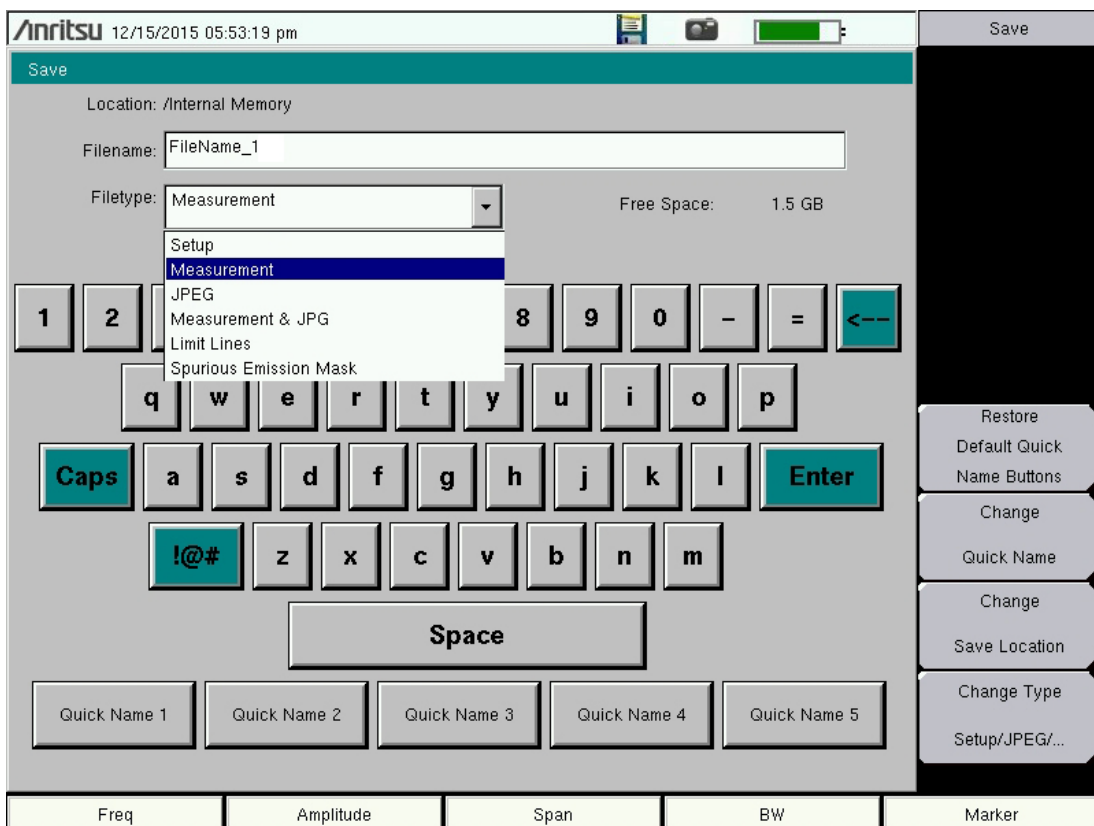 Anritsu 12/15/2015 05:53:19 pm
Save
Save
Location: /Internal Memory
Filename: FileName_1
Filetype: Measurement
Free Space: 1.5 GB
Setup
Measurement
JPEG
Measurement & JPG
Limit Lines
Spurious Emission Mask
1 2 8 9 0 - = <--
q w e r t y u i o p
Caps a s d f g h j k l Enter
!@# z x c v b n m
Space
Quick Name 1 Quick Name 2 Quick Name 3 Quick Name 4 Quick Name 5
Restore
Default Quick
Name Buttons
Change
Quick Name
Change
Save Location
Change Type
Setup/JPEG/...
Freq Amplitude Span BW Marker